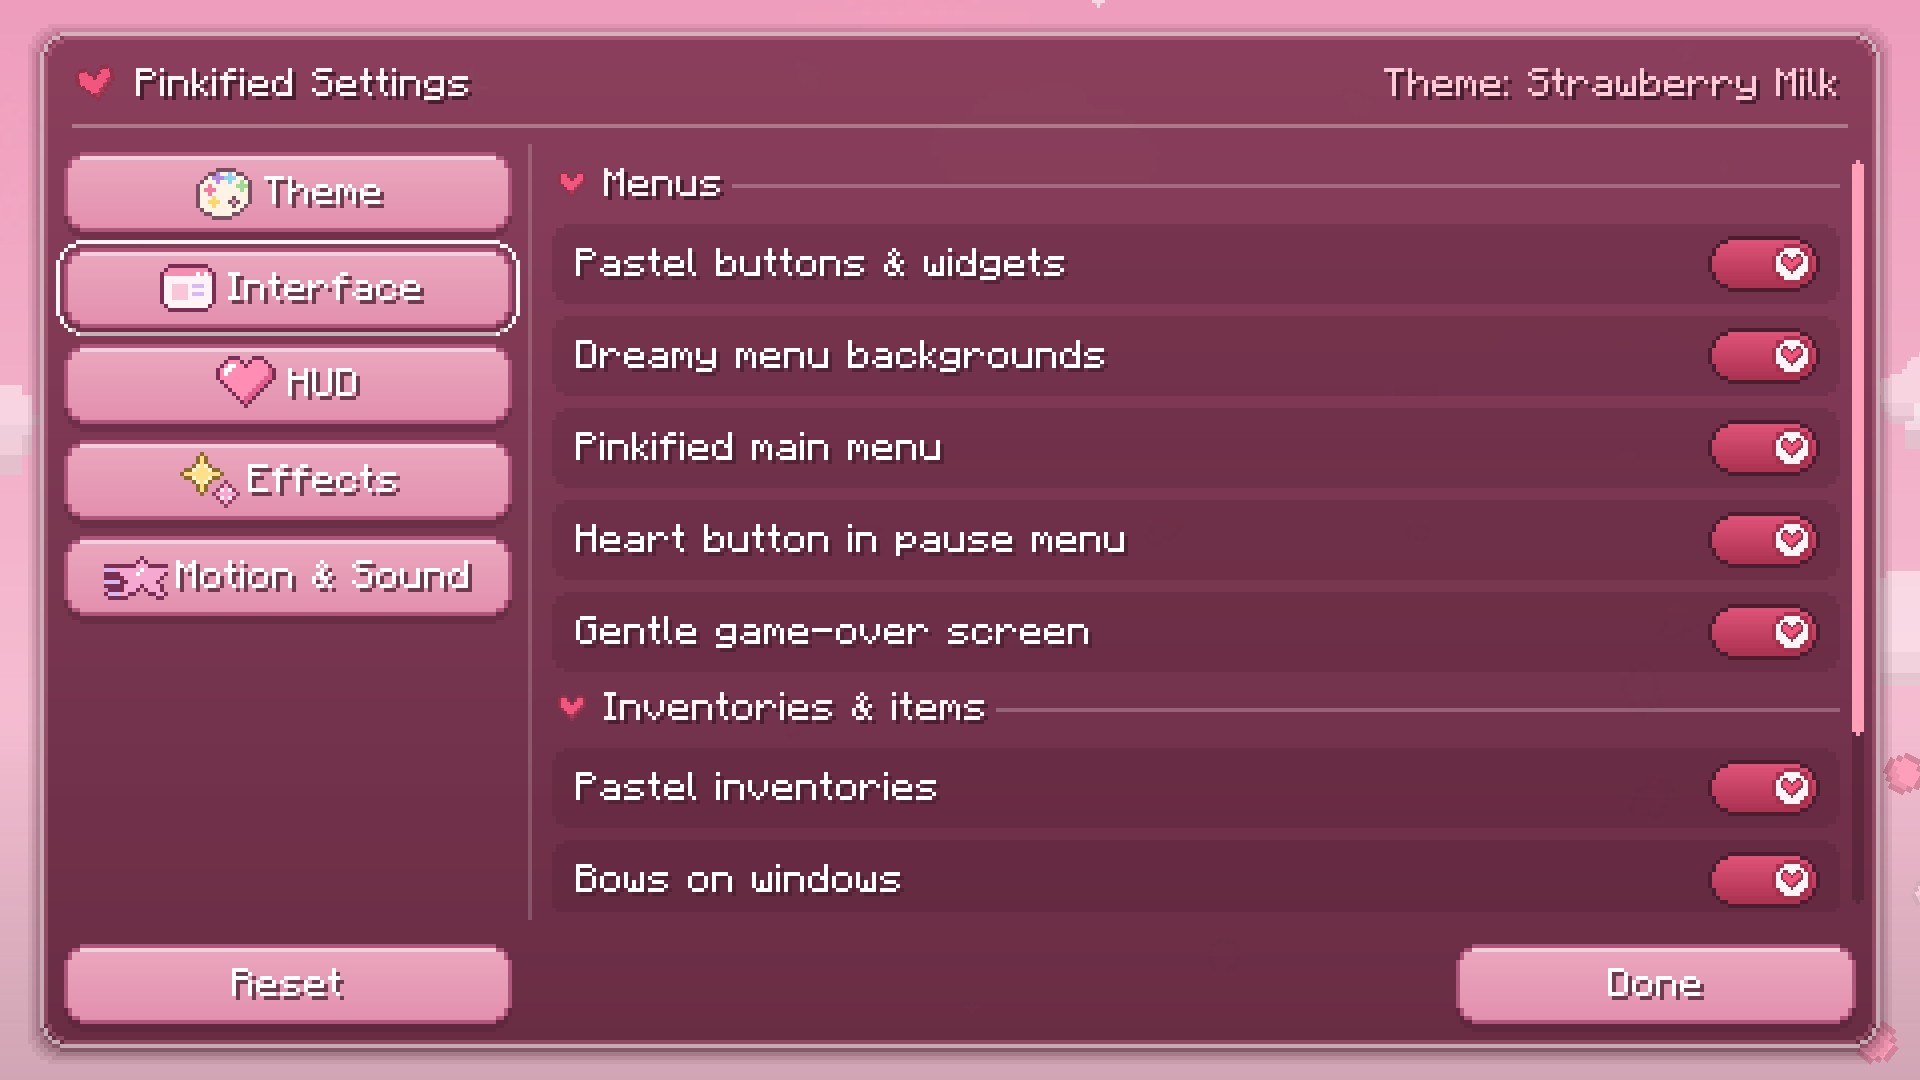 Pinkified Settings
Theme: Strawberry Milk
Theme
Interface
HUD
Effects
Motion & Sound
Menus
Pastel buttons & widgets
Dreamy menu backgrounds
Pinkified main menu
Heart button in pause menu
Gentle game-over screen
Inventories & items
Pastel inventories
Bows on windows
Reset
Done